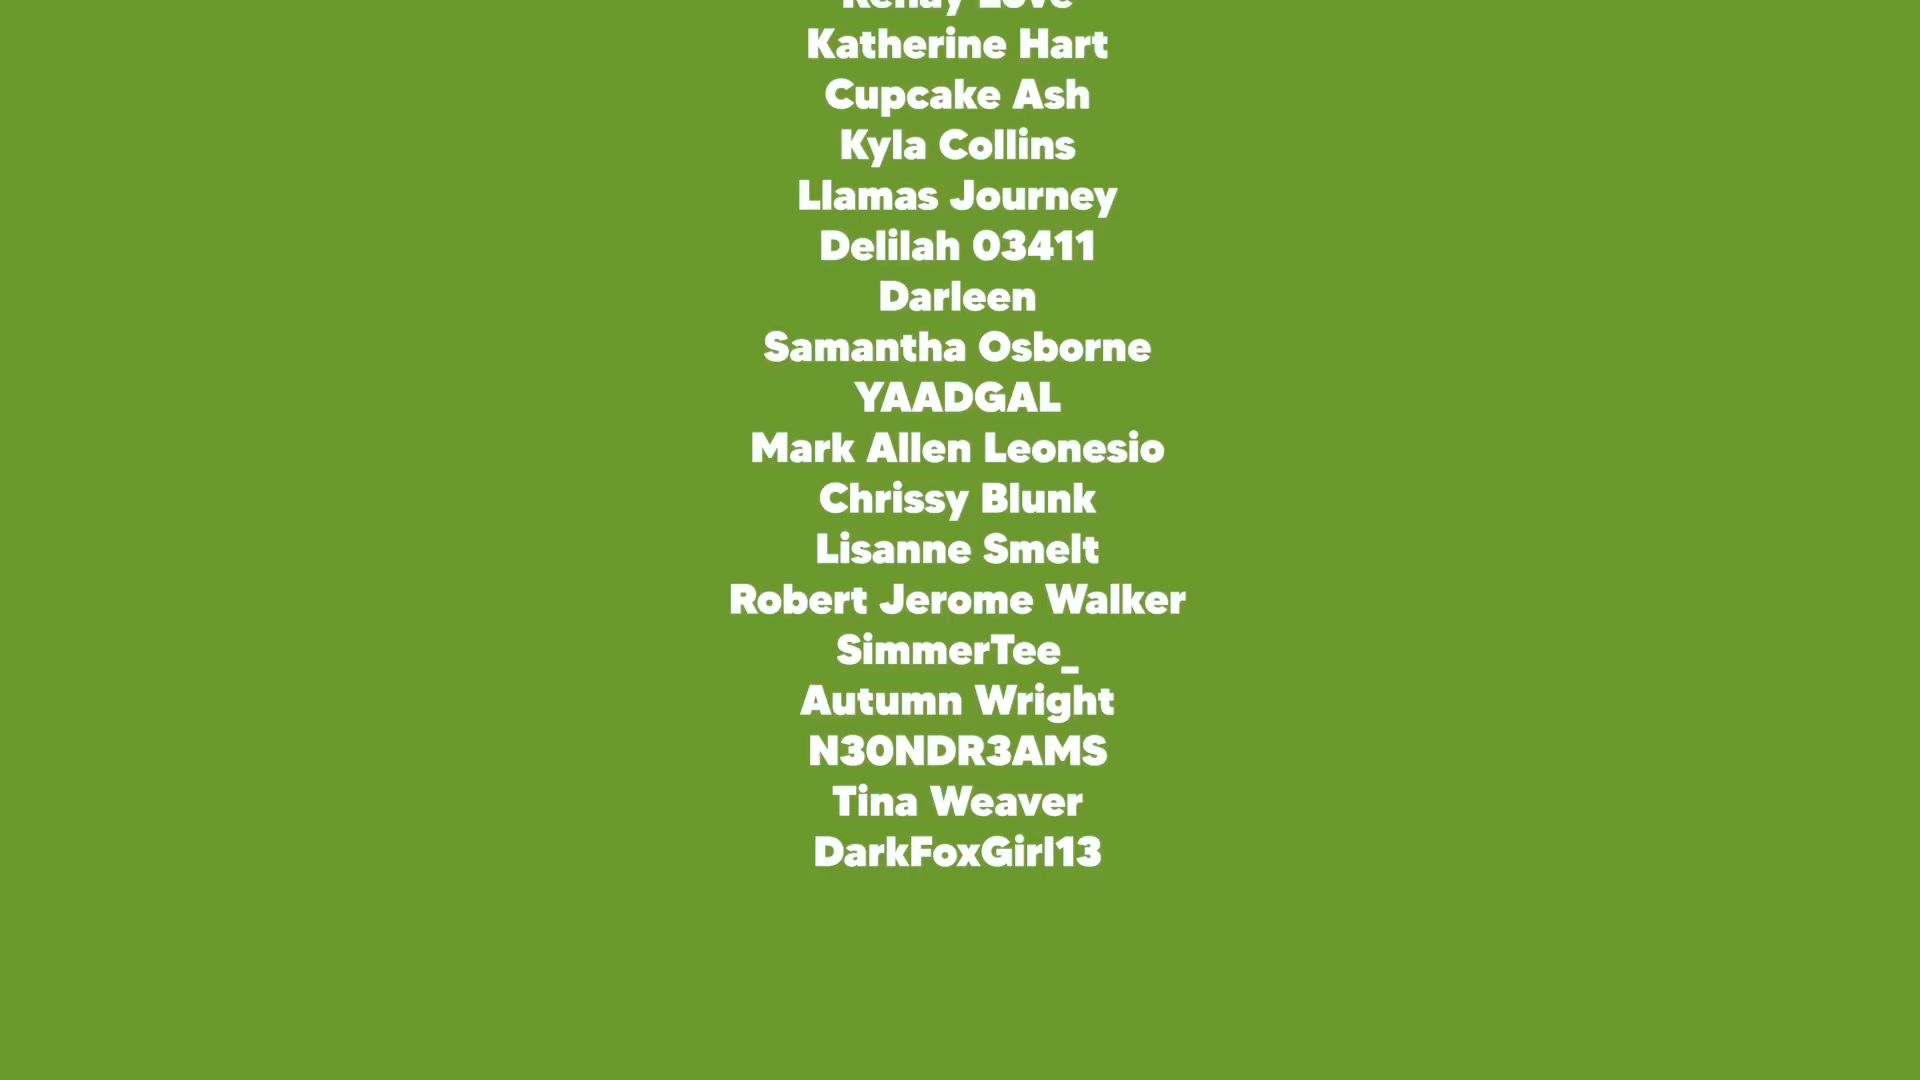 Love
Katherine Hart
Cupcake Ash
Kyla Collins
Llamas Journey
Delilah 03411
Darleen
Samantha Osborne
YAADGAL
Mark Allen Leonesio
Chrissy Blunk
Lisanne Smelt
Robert Jerome Walker
SimmerTee_
Autumn Wright
N30NDR3AMS
Tina Weaver
DarkFoxGirl13